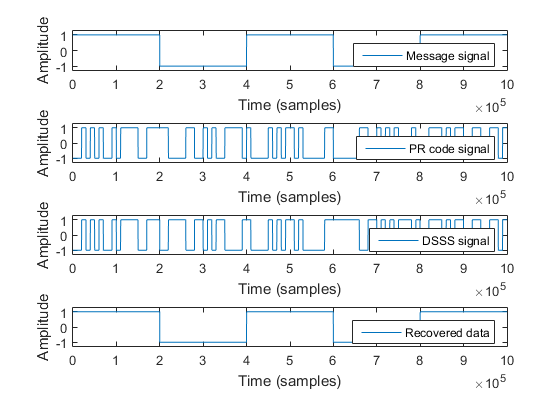 Amplitude
1
0
-1
Message signal
0 1 2 3 4 5 6 7 8 9 10
Time (samples)
×10^5
Amplitude
1
0
-1
PR code signal
0 1 2 3 4 5 6 7 8 9 10
Time (samples)
×10^5
Amplitude
1
0
-1
DSSS signal
0 1 2 3 4 5 6 7 8 9 10
Time (samples)
×10^5
Amplitude
1
0
-1
Recovered data
0 1 2 3 4 5 6 7 8 9 10
Time (samples)
×10^5